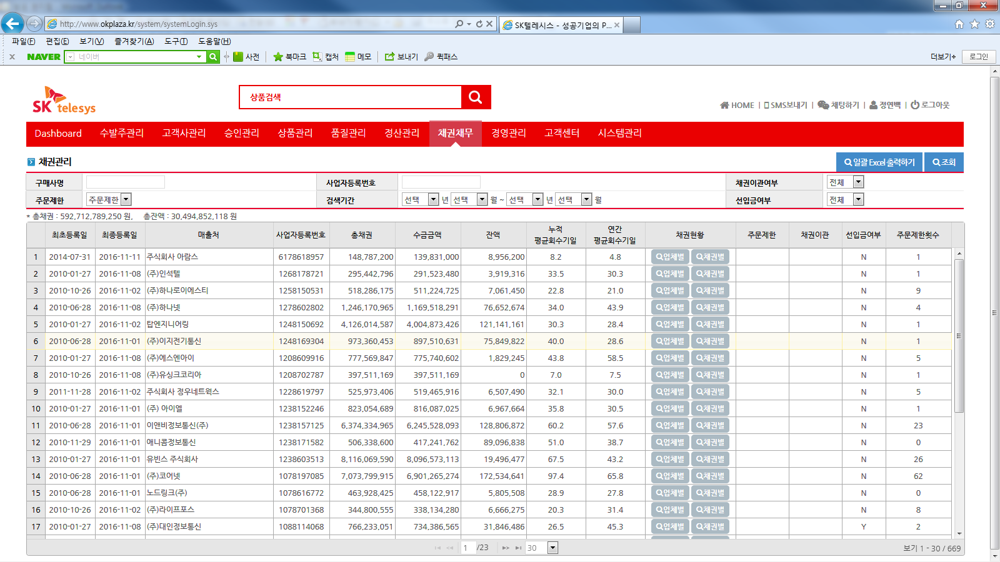 http://www.okplaza.kr/system/systemLogin.sys
SK텔레시스 - 성공기업의 P...
파일(F) 편집(E) 보기(V) 즐겨찾기(A) 도구(T) 도움말(H)
x NAVER 네이버 사전 북마크 캡처 메모 보내기 퀵패스 더보기+ 로그인
SK telesys
상품검색
HOME | SMS보내기 | 채팅하기 | 정연백 | 로그아웃
Dashboard 수발주관리 고객사관리 승인관리 상품관리 품질관리 정산관리 채권채무 경영관리 고객센터 시스템관리
채권관리 일괄 Excel 출력하기 조회
구매사명 사업자등록번호 채권이관여부 전체
주문제한 주문제한 검색기간 선택 년 선택 월 ~ 선택 년 선택 월 선입금여부 전체
* 총채권 : 592,712,789,250 원, 총잔액 : 30,494,852,118 원
최초등록일 최종등록일 매출처 사업자등록번호 총채권 수금금액 잔액 누적 평균회수기일 연간 평균회수기일 채권현황 주문제한 채권이관 선입금여부 주문제한횟수
1 2014-07-31 2016-11-11 주식회사 아람스 6178618957 148,787,200 139,831,000 8,956,200 8.2 4.8 업체별 채권별 N 1
2 2010-01-27 2016-11-08 (주)인석텔 1268178721 295,442,796 291,523,480 3,919,316 33.5 30.3 업체별 채권별 N 1
3 2010-10-26 2016-11-02 (주)하나로이에스티 1258150531 518,286,175 511,224,725 7,061,450 22.8 21.0 업체별 채권별 N 9
4 2010-06-28 2016-11-08 (주)하나넷 1278602802 1,246,170,965 1,169,518,291 76,652,674 34.0 43.9 업체별 채권별 N 4
5 2010-01-27 2016-11-02 탑엔지니어링 1248150692 4,126,014,587 4,004,873,426 121,141,161 30.3 28.4 업체별 채권별 N 1
6 2010-06-28 2016-11-01 (주)이지전기통신 1248169304 973,360,453 897,510,631 75,849,822 40.0 28.6 업체별 채권별 N 1
7 2010-01-27 2016-11-08 (주)에스엔아이 1208609916 777,569,847 775,740,602 1,829,245 43.8 58.5 업체별 채권별 N 5
8 2010-10-26 2016-11-08 (주)유싱크코리아 1208702787 397,511,169 397,511,169 0 7.0 7.5 업체별 채권별 N 1
9 2011-11-28 2016-11-02 주식회사 정우네트웍스 1228619797 525,973,406 519,465,916 6,507,490 32.1 30.0 업체별 채권별 N 5
10 2010-01-27 2016-11-01 (주) 아이엘 1238152246 823,054,689 816,087,025 6,967,664 35.8 30.5 업체별 채권별 N 1
11 2010-06-28 2016-11-01 이앤비정보통신(주) 1238157125 6,374,334,965 6,245,528,093 128,806,872 60.2 57.6 업체별 채권별 N 23
12 2010-11-29 2016-11-01 애니콤정보통신 1238171582 506,338,600 417,241,762 89,096,838 51.0 38.7 업체별 채권별 N 0
13 2010-01-27 2016-11-01 유빈스 주식회사 1238603513 8,116,069,590 8,096,573,113 19,496,477 67.5 43.2 업체별 채권별 N 26
14 2010-06-28 2016-11-01 (주)코어넷 1078197085 7,073,799,915 6,901,265,274 172,534,641 97.4 65.8 업체별 채권별 N 62
15 2010-06-28 2016-11-01 노드링크(주) 1078616772 463,928,425 458,122,917 5,805,508 28.9 27.8 업체별 채권별 N 0
16 2010-10-26 2016-11-02 (주)라이프포스 1078701368 344,800,555 338,134,280 6,666,275 20.3 31.4 업체별 채권별 N 8
17 2010-01-27 2016-11-08 (주)대인정보통신 1088114068 766,233,051 734,386,565 31,846,486 26.5 45.3 업체별 채권별 Y 2
1 /23 30 보기 1 - 30 / 669